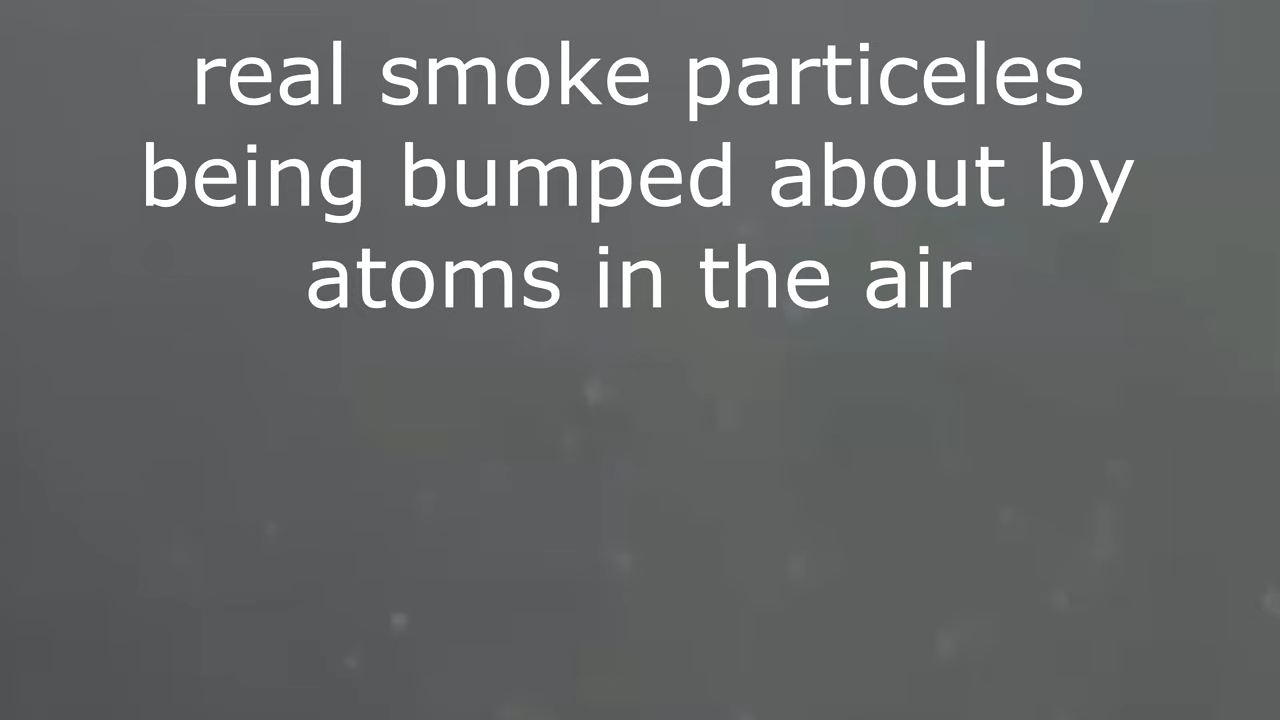 real smoke particeles
being bumped about by
atoms in the air